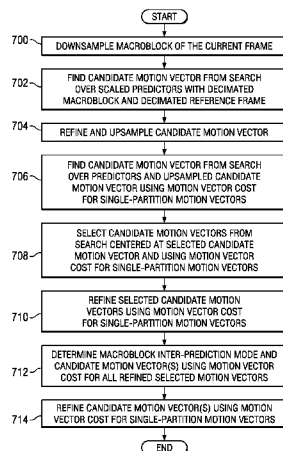 START
700
DOWNSAMPLE MACROBLOCK OF THE CURRENT FRAME
702
FIND CANDIDATE MOTION VECTOR FROM SEARCH
OVER SCALED PREDICTORS WITH DECIMATED
MACROBLOCK AND DECIMATED REFERENCE FRAME
704
REFINE AND UPSAMPLE CANDIDATE MOTION VECTOR
706
FIND CANDIDATE MOTION VECTOR FROM SEARCH
OVER PREDICTORS AND UPSAMPLED CANDIDATE
MOTION VECTOR USING MOTION VECTOR COST
FOR SINGLE-PARTITION MOTION VECTORS
708
SELECT CANDIDATE MOTION VECTORS FROM
SEARCH CENTERED AT SELECTED CANDIDATE
MOTION VECTOR AND USING MOTION VECTOR
COST FOR SINGLE-PARTITION MOTION VECTORS
710
REFINE SELECTED CANDIDATE MOTION
VECTORS USING MOTION VECTOR COST
FOR SINGLE-PARTITION MOTION VECTORS
712
DETERMINE MACROBLOCK INTER-PREDICTION MODE AND
CANDIDATE MOTION VECTOR(S) USING MOTION VECTOR
COST FOR ALL REFINED SELECTED MOTION VECTORS
714
REFINE CANDIDATE MOTION VECTOR(S) USING MOTION
VECTOR COST FOR SINGLE-PARTITION MOTION VECTORS
END